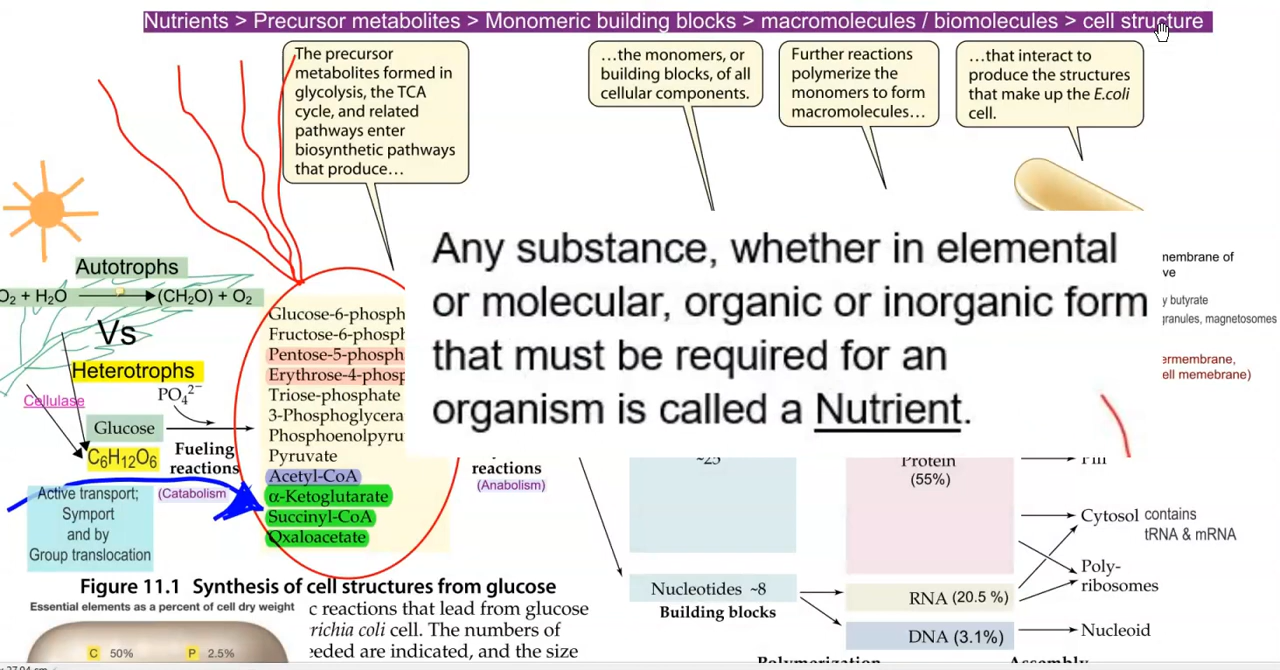 Nutrients > Precursor metabolites > Monomeric building blocks > macromolecules / biomolecules > cell structure
The precursor
metabolites formed in
glycolysis, the TCA
cycle, and related
pathways enter
biosynthetic pathways
that produce…
…the monomers, or
building blocks, of all
cellular components.
Further reactions
polymerize the
monomers to form
macromolecules…
…that interact to
produce the structures
that make up the E.coli
cell.
Autotrophs
O₂ + H₂O → (CH₂O) + O₂
Vs
Heterotrophs
Cellulase
PO₄²⁻
Glucose
C₆H₁₂O₆
Fueling
reactions
(Catabolism
Active transport;
Symport
and by
Group translocation
Glucose-6-phosph
Fructose-6-phosph
Pentose-5-phosph
Erythrose-4-phosp
Triose-phosphate
3-Phosphoglycera
Phosphoenolpyru
Pyruvate
Acetyl-CoA
α-Ketoglutarate
Succinyl-CoA
Oxaloacetate
Any substance, whether in elemental
or molecular, organic or inorganic form
that must be required for an
organism is called a Nutrient.
reactions
(Anabolism)
~25
Nucleotides ~8
Building blocks
Protein
(55%)
RNA (20.5 %)
DNA (3.1%)
Polymerization
Assembly
nembrane of
ve
y butyrate
granules, magnetosomes
ermembrane,
ell memebrane)
Pili
Cytosol contains
tRNA & mRNA
Poly-
ribosomes
Nucleoid
Figure 11.1 Synthesis of cell structures from glucose
Essential elements as a percent of cell dry weight
C 50%
P 2.5%
c reactions that lead from glucose
richia coli cell. The numbers of
eeded are indicated, and the size